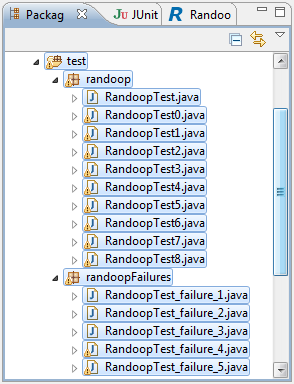 Packag JUnit Randoo
test
randoop
RandoopTest.java
RandoopTest0.java
RandoopTest1.java
RandoopTest2.java
RandoopTest3.java
RandoopTest4.java
RandoopTest5.java
RandoopTest6.java
RandoopTest7.java
RandoopTest8.java
randoopFailures
RandoopTest_failure_1.java
RandoopTest_failure_2.java
RandoopTest_failure_3.java
RandoopTest_failure_4.java
RandoopTest_failure_5.java